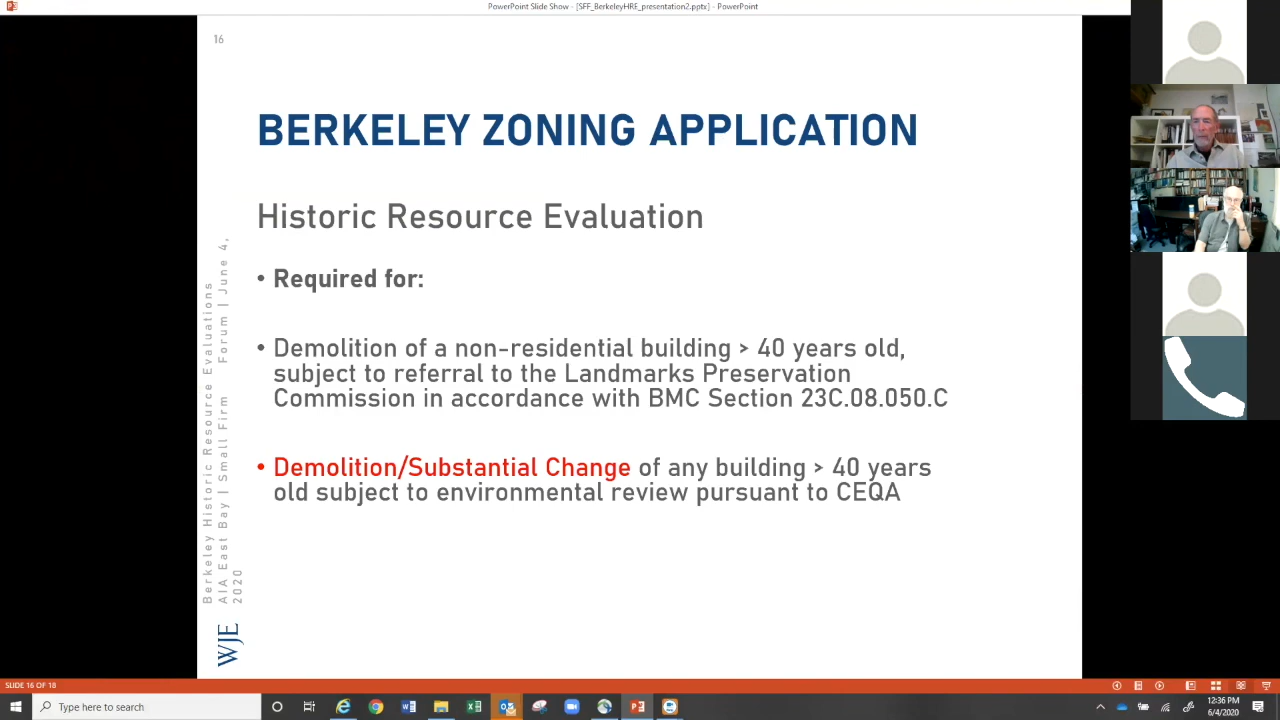 PowerPoint Slide Show - [SFF_BerkeleyHRE_presentation2.pptx] - PowerPoint
16
BERKELEY ZONING APPLICATION
Historic Resource Evaluation
• Required for:
• Demolition of a non-residential building > 40 years old,
subject to referral to the Landmarks Preservation
Commission in accordance with BMC Section 23C.08.050.C
• Demolition/Substantial Change of any building > 40 years
old subject to environmental review pursuant to CEQA
Berkeley Historic Resource Evaluations
AIA East Bay | Small Firm Forum | June 4,
2020
WJE
SLIDE 16 OF 18
Type here to search
12:36 PM
6/4/2020